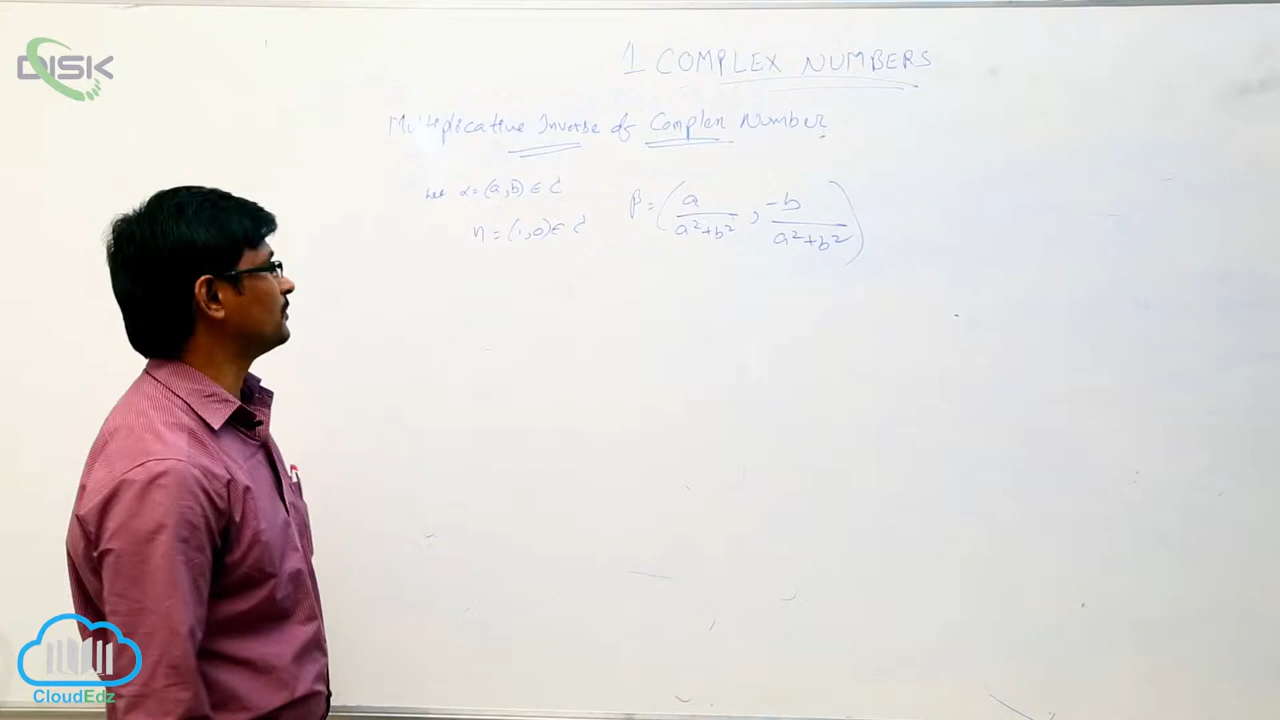 DISK
1 COMPLEX NUMBERS
Multiplicative Inverse of Complex Number
Let α = (a, b) ∈ C
β = (a/a²+b², -b/a²+b²)
η = (1, 0) ∈ C
CloudEdz